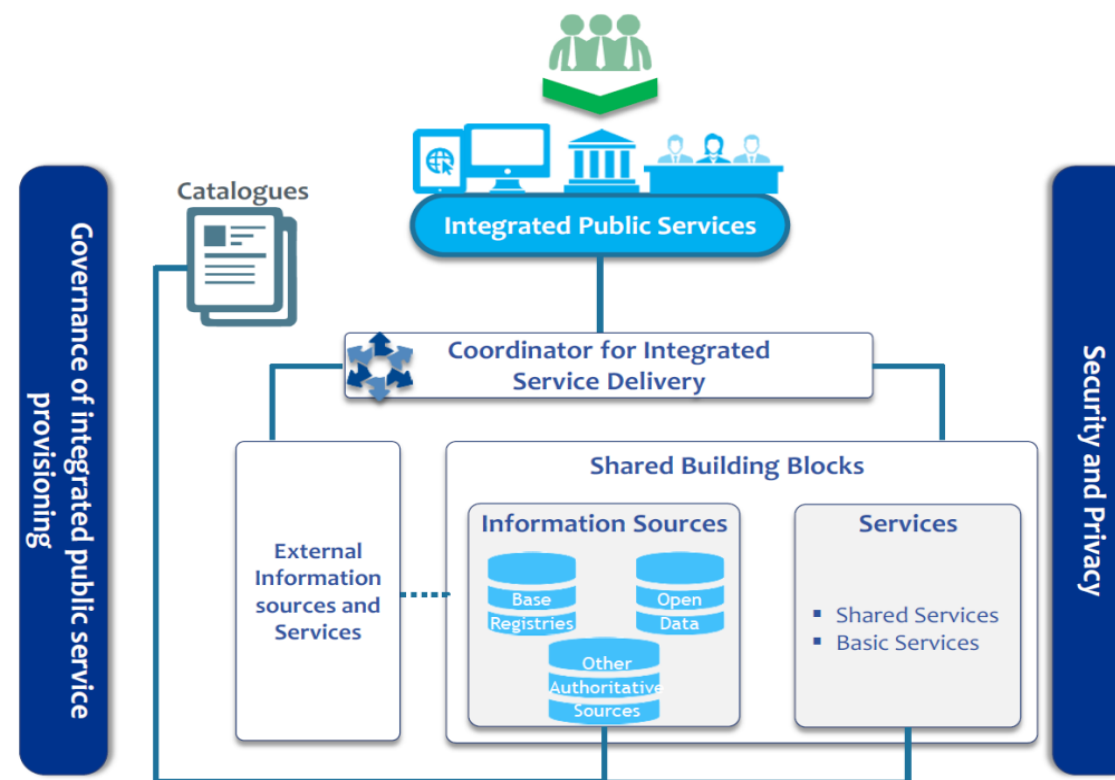 Catalogues
Integrated Public Services
Governance of integrated public service
provisioning
Coordinator for Integrated
Service Delivery
Security and Privacy
External
Information
sources and
Services
Shared Building Blocks
Information Sources
Base
Registries
Open
Data
Other
Authoritative
Sources
Services
▪ Shared Services
▪ Basic Services